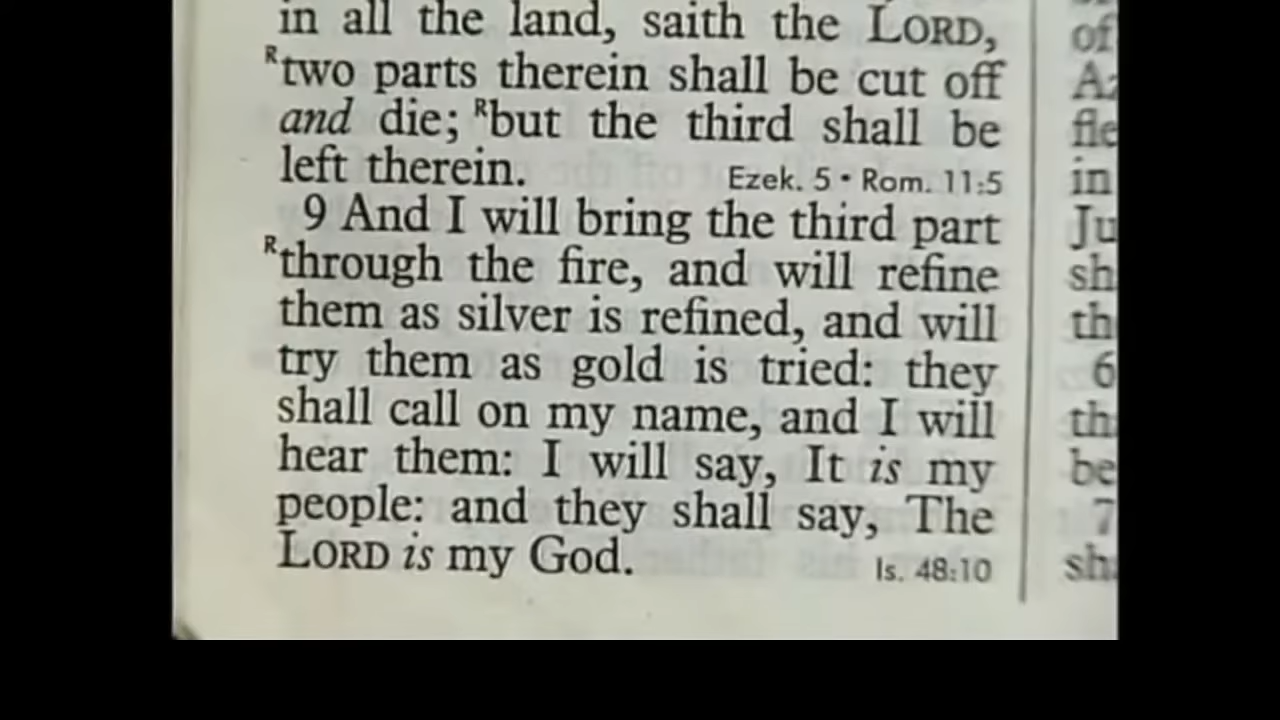 in all the land, saith the LORD,
Rtwo parts therein shall be cut off
and die; Rbut the third shall be
left therein. Ezek. 5 • Rom. 11:5
9 And I will bring the third part
Rthrough the fire, and will refine
them as silver is refined, and will
try them as gold is tried: they
shall call on my name, and I will
hear them: I will say, It is my
people: and they shall say, The
LORD is my God. Is. 48:10
of
in
6
7